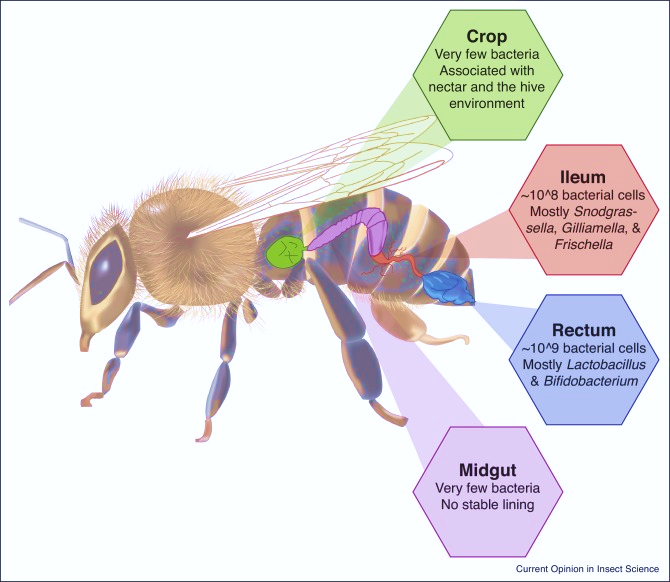 Crop
Very few bacteria
Associated with
nectar and the hive
environment
Ileum
~10^8 bacterial cells
Mostly Snodgras-
sella, Gilliamella, &
Frischella
Rectum
~10^9 bacterial cells
Mostly Lactobacillus
& Bifidobacterium
Midgut
Very few bacteria
No stable lining
Current Opinion in Insect Science